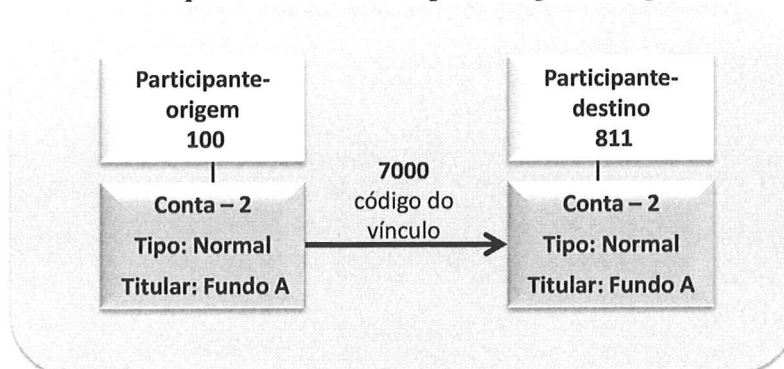 Participante-
origem
100
Participante-
destino
811
7000
código do
vínculo
Conta – 2
Tipo: Normal
Titular: Fundo A
Conta – 2
Tipo: Normal
Titular: Fundo A